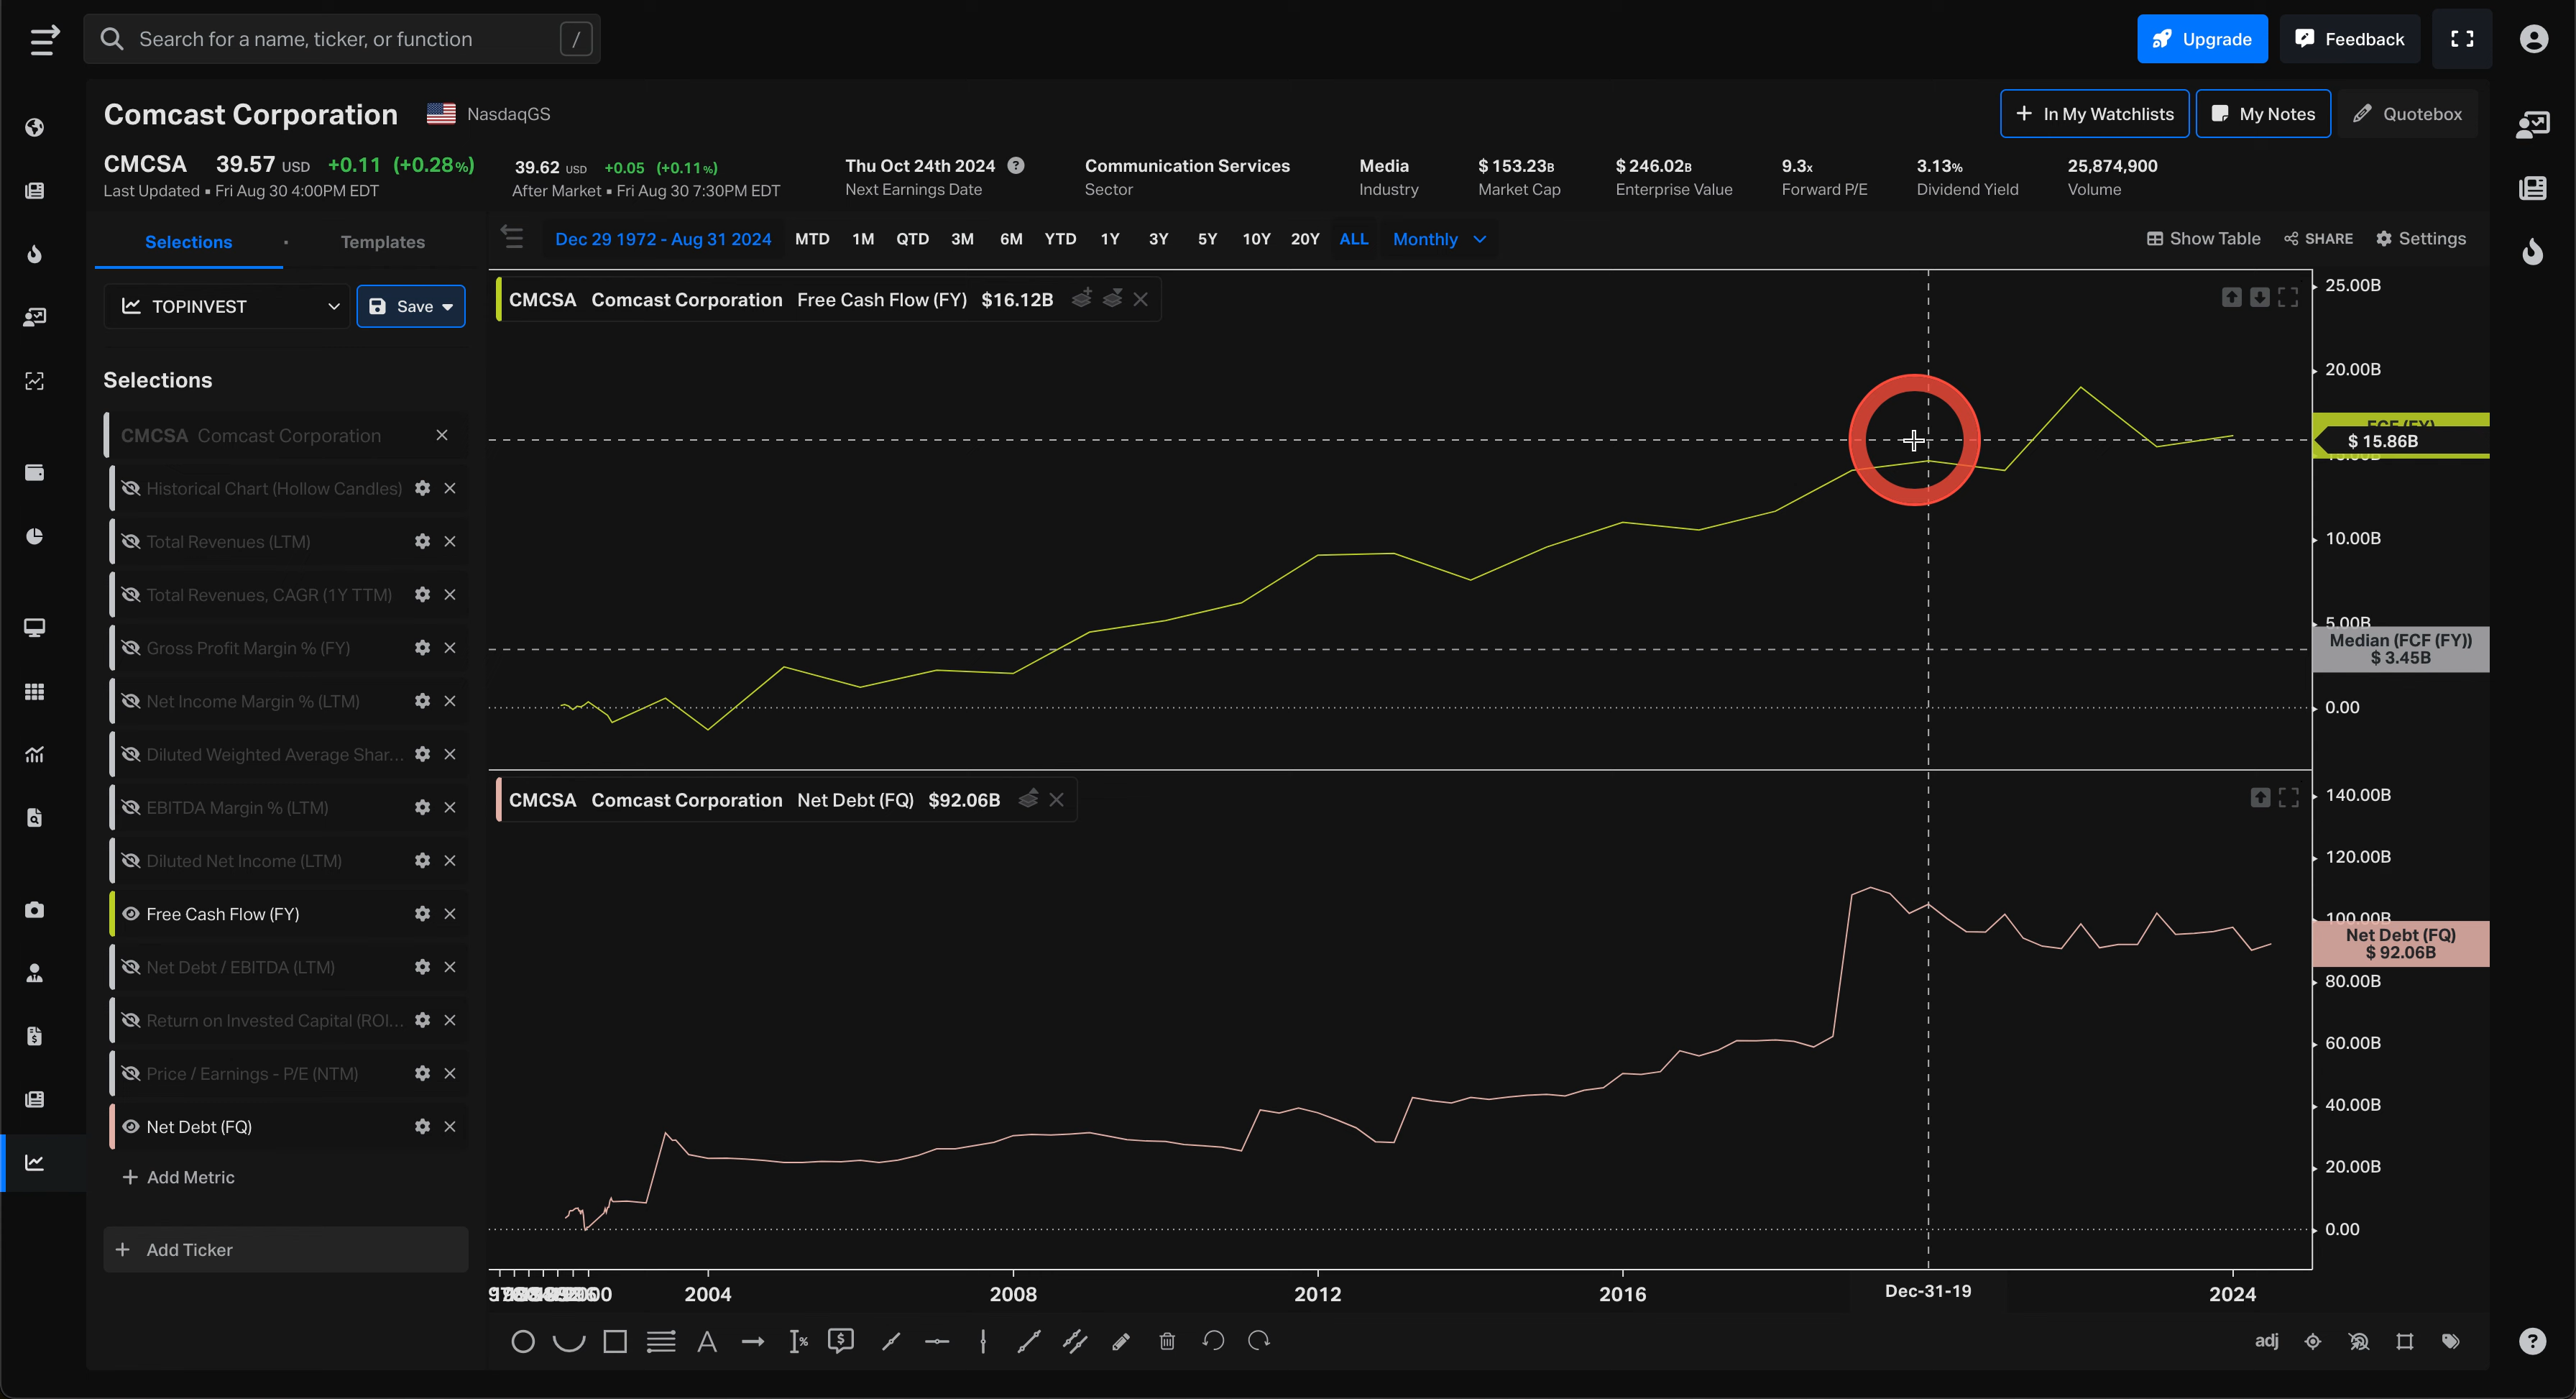 Search for a name, ticker, or function
/
Upgrade
Feedback
Comcast Corporation
NasdaqGS
In My Watchlists
My Notes
Quotebox
CMCSA 39.57 USD +0.11 (+0.28%)
Last Updated ▪ Fri Aug 30 4:00PM EDT
39.62 USD +0.05 (+0.11%)
After Market ▪ Fri Aug 30 7:30PM EDT
Thu Oct 24th 2024
Next Earnings Date
Communication Services
Sector
Media
Industry
$ 153.23B
Market Cap
$ 246.02B
Enterprise Value
9.3x
Forward P/E
3.13%
Dividend Yield
25,874,900
Volume
Selections · Templates
Dec 29 1972 - Aug 31 2024 MTD 1M QTD 3M 6M YTD 1Y 3Y 5Y 10Y 20Y ALL Monthly
Show Table SHARE Settings
TOPINVEST
Save
Selections
CMCSA Comcast Corporation
Historical Chart (Hollow Candles)
Total Revenues (LTM)
Total Revenues, CAGR (1Y TTM)
Gross Profit Margin % (FY)
Net Income Margin % (LTM)
Diluted Weighted Average Shar...
EBITDA Margin % (LTM)
Diluted Net Income (LTM)
Free Cash Flow (FY)
Net Debt / EBITDA (LTM)
Return on Invested Capital (ROI...
Price / Earnings - P/E (NTM)
Net Debt (FQ)
Add Metric
Add Ticker
CMCSA Comcast Corporation Free Cash Flow (FY) $16.12B
25.00B
20.00B
$ 15.86B
10.00B
5.00B
Median (FCF (FY))
$ 3.45B
0.00
CMCSA Comcast Corporation Net Debt (FQ) $92.06B
140.00B
120.00B
100.00B
Net Debt (FQ)
$ 92.06B
80.00B
60.00B
40.00B
20.00B
0.00
2004 2008 2012 2016 Dec-31-19 2024
adj